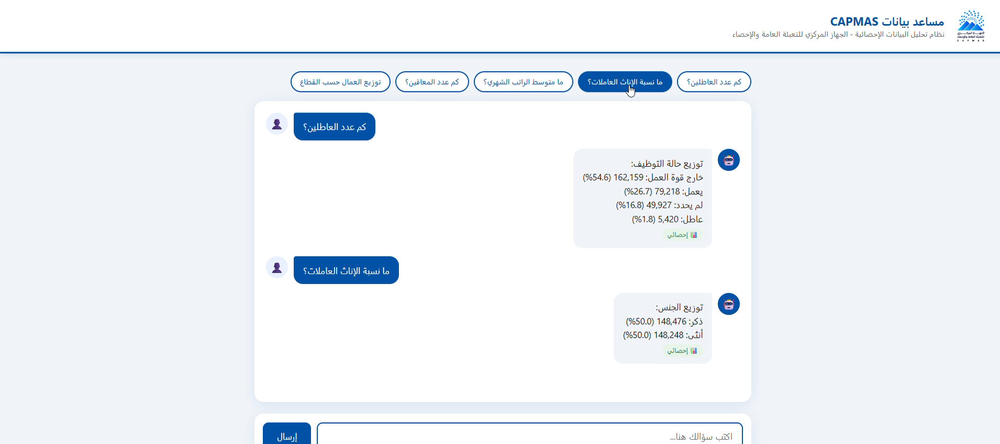 مساعد بيانات CAPMAS
نظام تحليل البيانات الإحصائية - الجهاز المركزي للتعبئة العامة والإحصاء
الجهاز المركزي
للتعبئة العامة والإحصاء
C A P M A S
كم عدد العاطلين؟
ما نسبة الإناث العاملات؟
ما متوسط الراتب الشهري؟
كم عدد المعاقين؟
توزيع العمال حسب القطاع
كم عدد العاطلين؟
توزيع حالة التوظيف:
خارج قوة العمل: 162,159 (54.6%)
يعمل: 79,218 (26.7%)
لم يحدد: 49,927 (16.8%)
عاطل: 5,420 (1.8%)
إحصائي
ما نسبة الإناث العاملات؟
توزيع الجنس:
ذكر: 148,476 (50.0%)
أنثى: 148,248 (50.0%)
إحصائي
اكتب سؤالك هنا...
إرسال